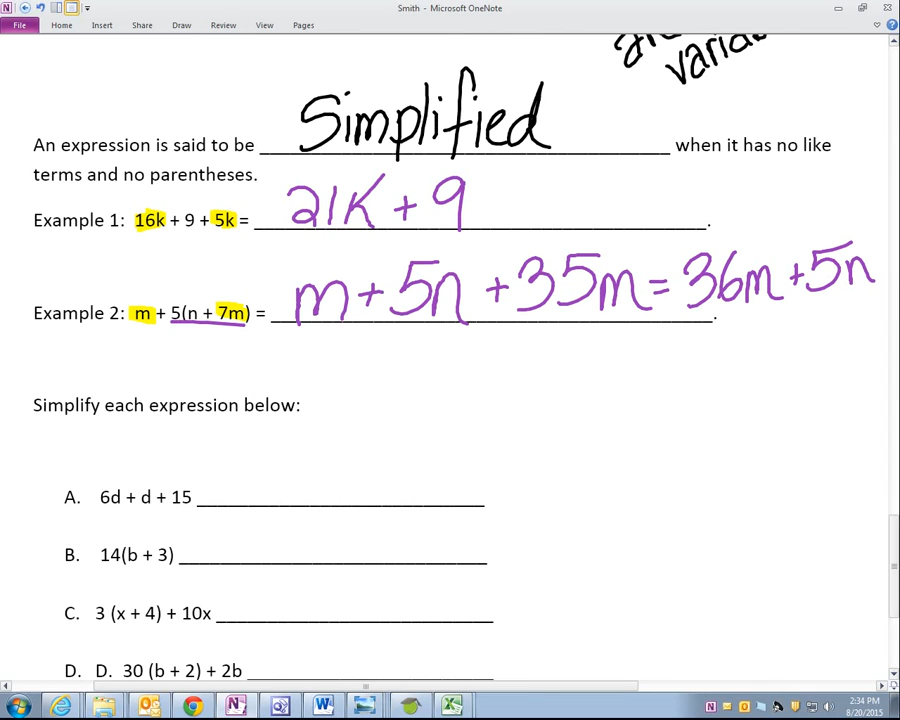 Smith - Microsoft OneNote
File Home Insert Share Draw Review View Pages
An expression is said to be Simplified when it has no like
terms and no parentheses.
Example 1: 16k + 9 + 5k = 21K + 9.
Example 2: m + 5(n + 7m) = m + 5n + 35m = 36m + 5n.
Simplify each expression below:
A. 6d + d + 15
B. 14(b + 3)
C. 3 (x + 4) + 10x
D. D. 30 (b + 2) + 2b
2:34 PM
8/20/2015